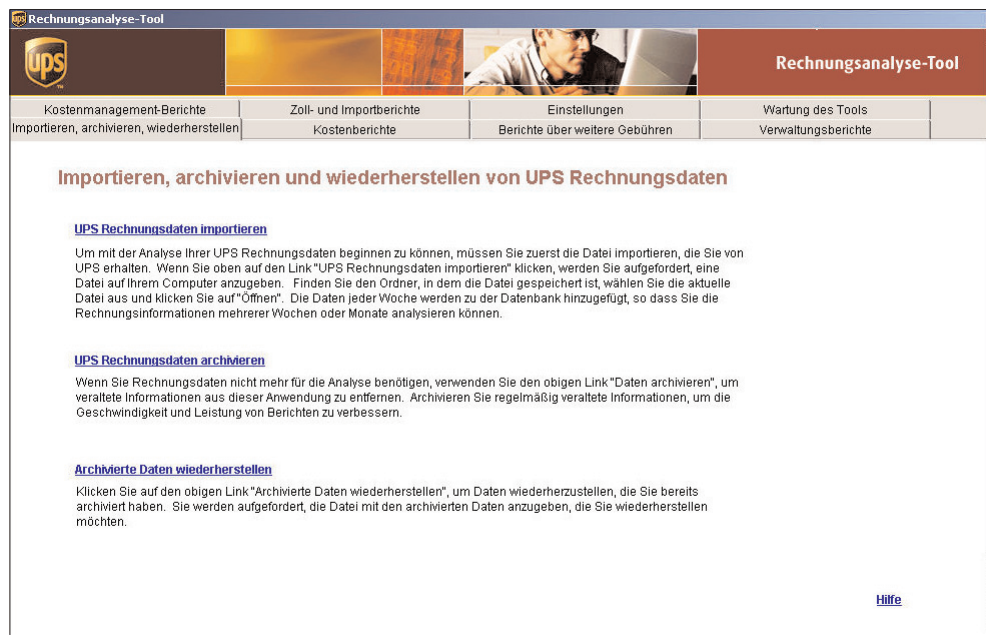 Rechnungsanalyse-Tool
ups
TM
Rechnungsanalyse-Tool
Kostenmanagement-Berichte
Zoll- und Importberichte
Einstellungen
Wartung des Tools
Importieren, archivieren, wiederherstellen
Kostenberichte
Berichte über weitere Gebühren
Verwaltungsberichte
Importieren, archivieren und wiederherstellen von UPS Rechnungsdaten
UPS Rechnungsdaten importieren
Um mit der Analyse Ihrer UPS Rechnungsdaten beginnen zu können, müssen Sie zuerst die Datei importieren, die Sie von
UPS erhalten. Wenn Sie oben auf den Link "UPS Rechnungsdaten importieren" klicken, werden Sie aufgefordert, eine
Datei auf Ihrem Computer anzugeben. Finden Sie den Ordner, in dem die Datei gespeichert ist, wählen Sie die aktuelle
Datei aus und klicken Sie auf "Öffnen". Die Daten jeder Woche werden zu der Datenbank hinzugefügt, so dass Sie die
Rechnungsinformationen mehrerer Wochen oder Monate analysieren können.
UPS Rechnungsdaten archivieren
Wenn Sie Rechnungsdaten nicht mehr für die Analyse benötigen, verwenden Sie den obigen Link "Daten archivieren", um
veraltete Informationen aus dieser Anwendung zu entfernen. Archivieren Sie regelmäßig veraltete Informationen, um die
Geschwindigkeit und Leistung von Berichten zu verbessern.
Archivierte Daten wiederherstellen
Klicken Sie auf den obigen Link "Archivierte Daten wiederherstellen", um Daten wiederherzustellen, die Sie bereits
archiviert haben. Sie werden aufgefordert, die Datei mit den archivierten Daten anzugeben, die Sie wiederherstellen
möchten.
Hilfe